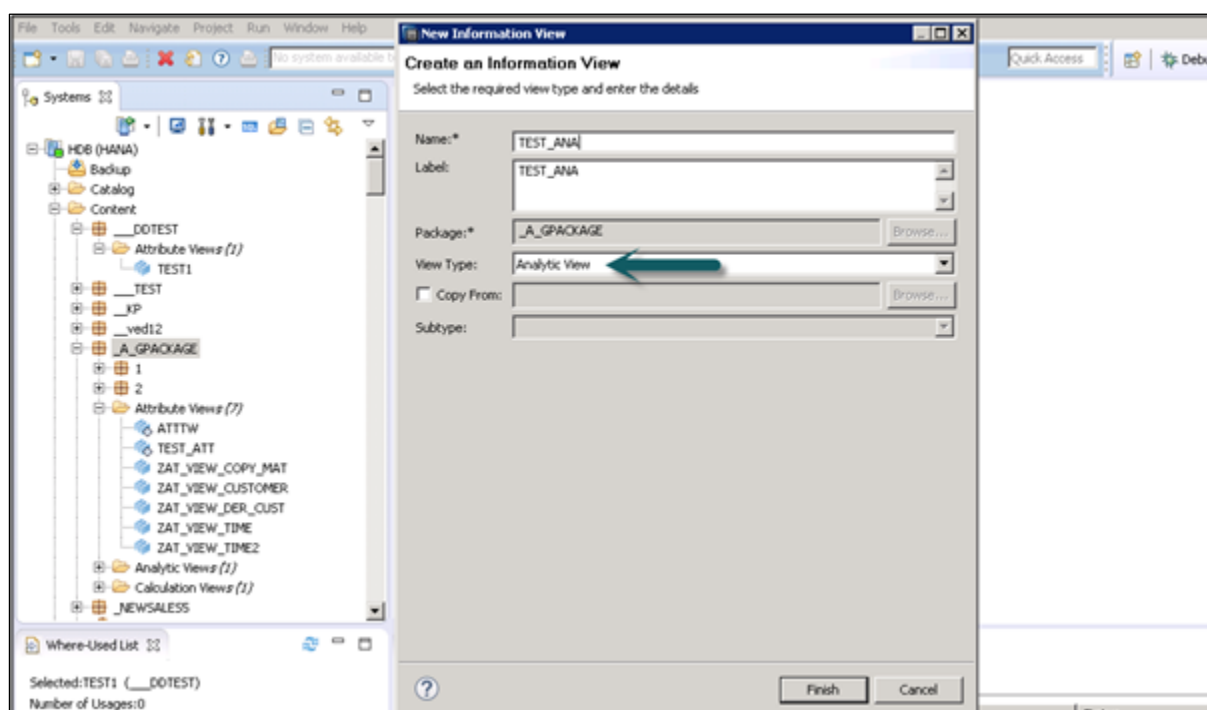 File Tools Edit Navigate Project Run Window Help
No system available t
Quick Access
Debu
Systems
HDB (HANA)
Backup
Catalog
Content
___DDTEST
Attribute Views (1)
TEST1
___TEST
__KP
__ved12
_A_GPACKAGE
1
2
Attribute Views (7)
ATTTW
TEST_ATT
ZAT_VIEW_COPY_MAT
ZAT_VIEW_CUSTOMER
ZAT_VIEW_DER_CUST
ZAT_VIEW_TIME
ZAT_VIEW_TIME2
Analytic Views (1)
Calculation Views (1)
_NEWSALESS
Where-Used List
Selected:TEST1 (___DDTEST)
Number of Usages:0
New Information View
Create an Information View
Select the required view type and enter the details
Name:* TEST_ANA
Label: TEST_ANA
Package:* _A_GPACKAGE Browse...
View Type: Analytic View
Copy From: Browse...
Subtype:
Finish Cancel